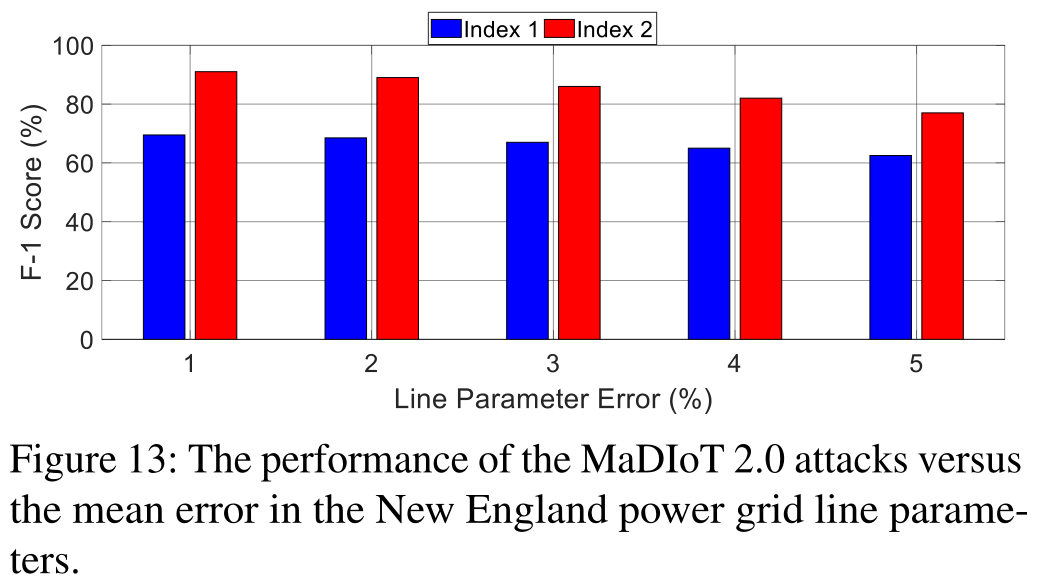 Index 1 Index 2
100
80
60
40
20
0
F-1 Score (%)
1 2 3 4 5
Line Parameter Error (%)
Figure 13: The performance of the MaDIoT 2.0 attacks versus
the mean error in the New England power grid line parame-
ters.